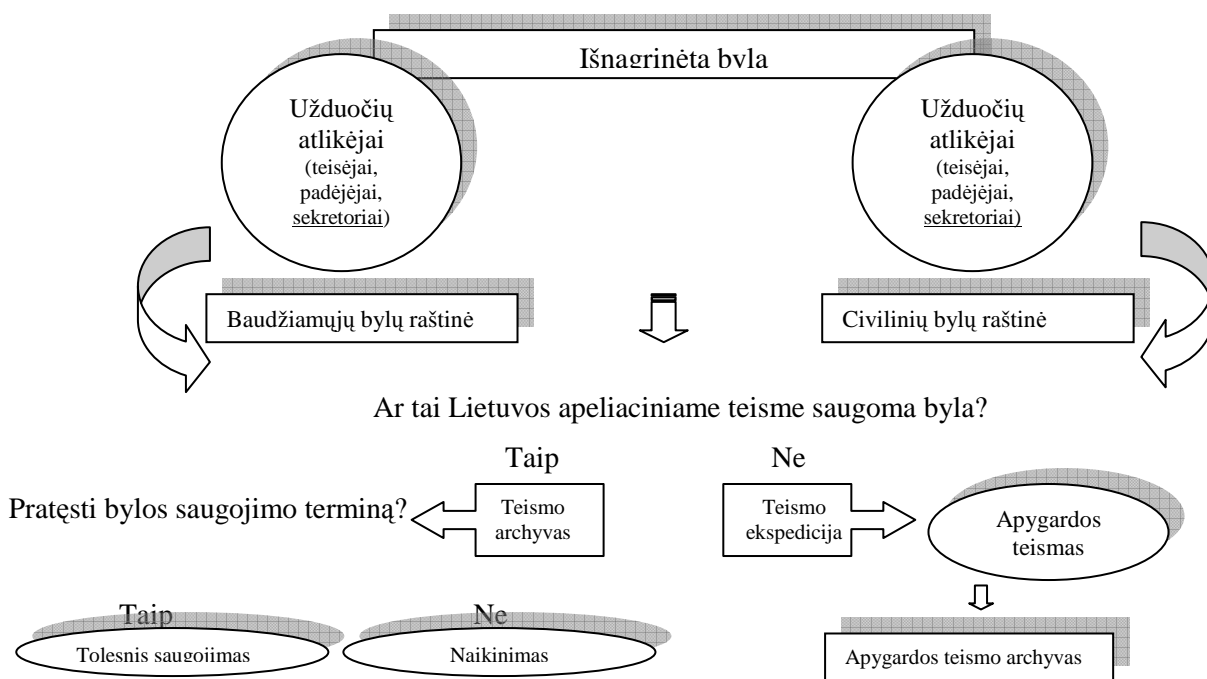 Išnagrinėta byla
Užduočių
atlikėjai
(teisėjai,
padėjėjai,
sekretoriai)
Užduočių
atlikėjai
(teisėjai,
padėjėjai,
sekretoriai)
Baudžiamųjų bylų raštinė
Civilinių bylų raštinė
Ar tai Lietuvos apeliaciniame teisme saugoma byla?
Taip
Ne
Pratęsti bylos saugojimo terminą?
Teismo
archyvas
Teismo
ekspedicija
Apygardos
teismas
Taip
Ne
Tolesnis saugojimas
Naikinimas
Apygardos teismo archyvas